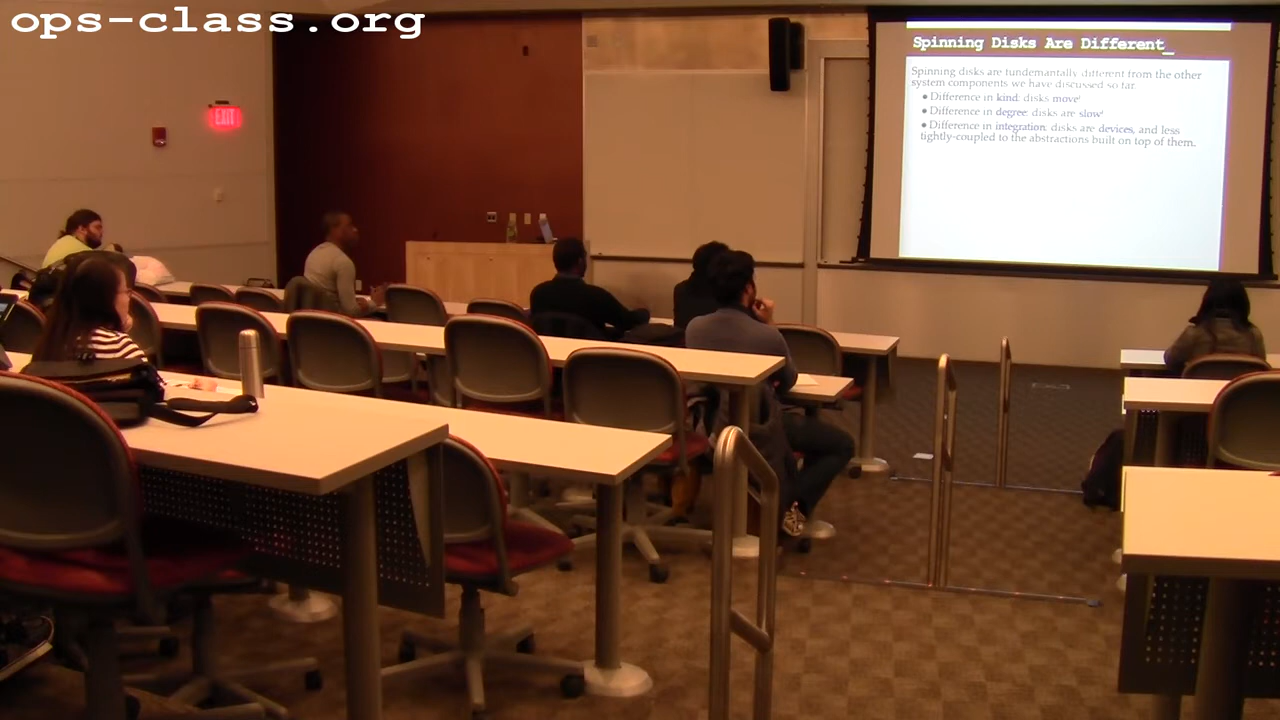 ops-class.org
EXIT
Spinning Disks Are Different_
Spinning disks are fundemantally different from the other
system components we have discussed so far.
• Difference in kind: disks move!
• Difference in degree: disks are slow!
• Difference in integration: disks are devices, and less
tightly-coupled to the abstractions built on top of them.